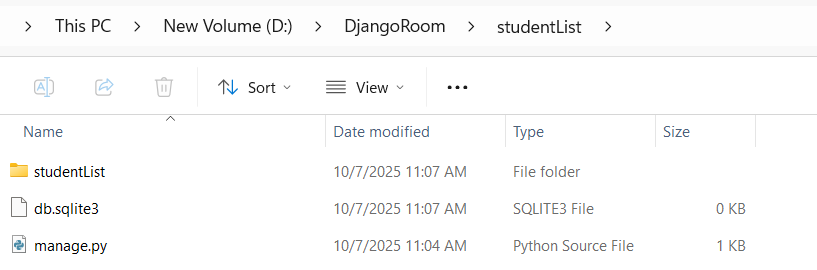 This PC > New Volume (D:) > DjangoRoom > studentList >
Sort View •••
Name Date modified Type Size
studentList 10/7/2025 11:07 AM File folder
db.sqlite3 10/7/2025 11:07 AM SQLITE3 File 0 KB
manage.py 10/7/2025 11:04 AM Python Source File 1 KB